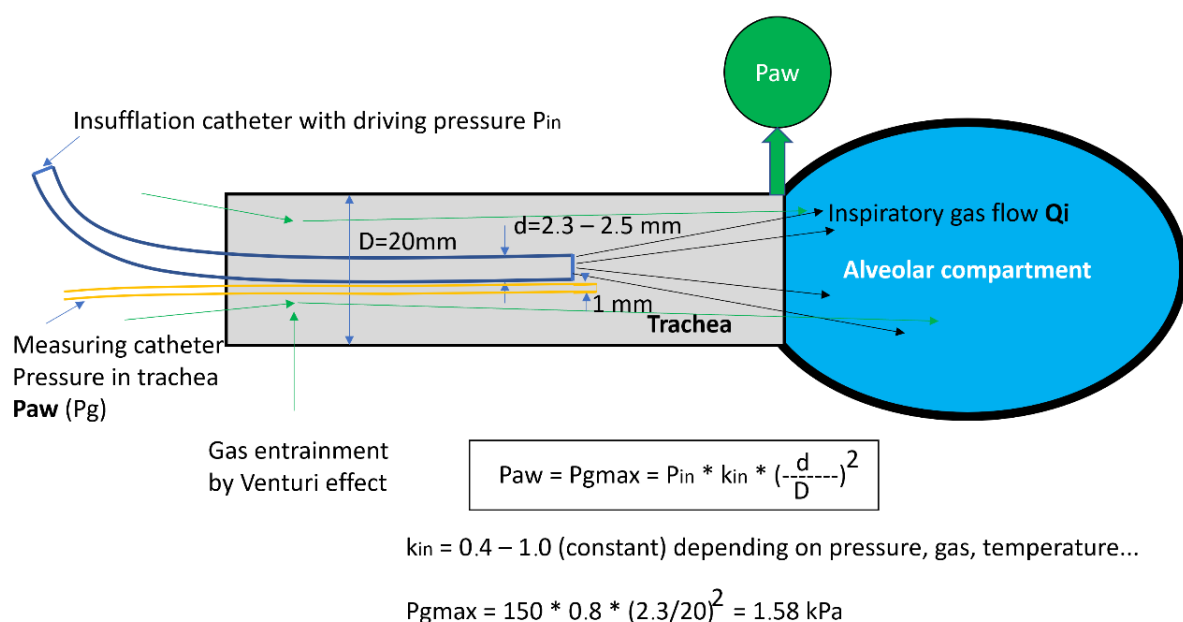 Paw
Insufflation catheter with driving pressure Pin
Inspiratory gas flow Qi
d=2.3 – 2.5 mm
D=20mm
Alveolar compartment
1 mm
Trachea
Measuring catheter
Pressure in trachea
Paw (Pg)
Gas entrainment
by Venturi effect
Paw = Pgmax = Pin * kin * (--d/D-------)2
kin = 0.4 – 1.0 (constant) depending on pressure, gas, temperature...
Pgmax = 150 * 0.8 * (2.3/20)2 = 1.58 kPa